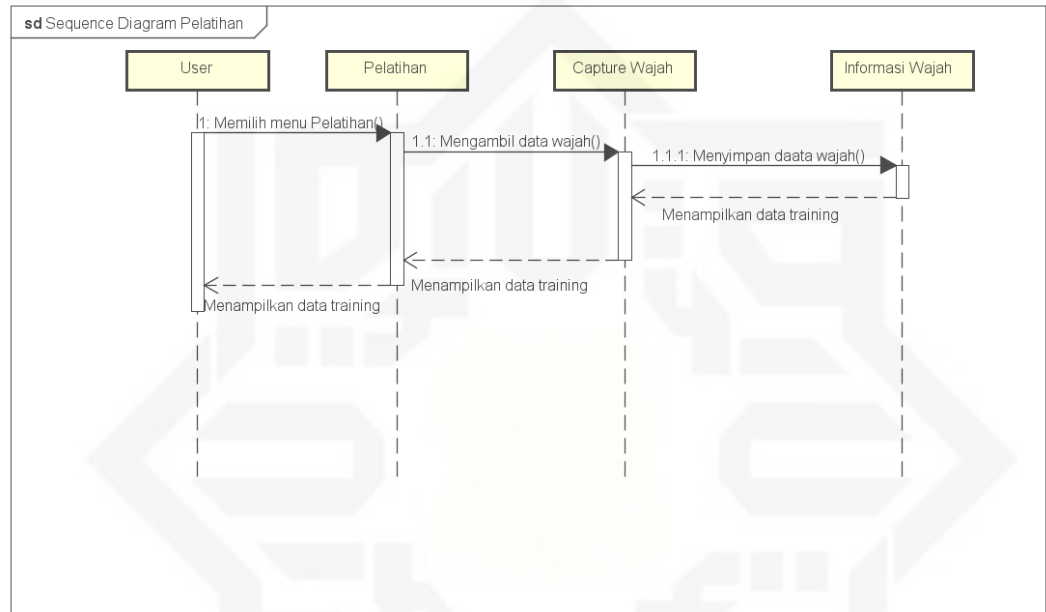 sd Sequence Diagram Pelatihan
User
Pelatihan
Capture Wajah
Informasi Wajah
1: Memilih menu Pelatihan()
1.1: Mengambil data wajah()
1.1.1: Menyimpan daata wajah()
Menampilkan data training
Menampilkan data training
Menampilkan data training